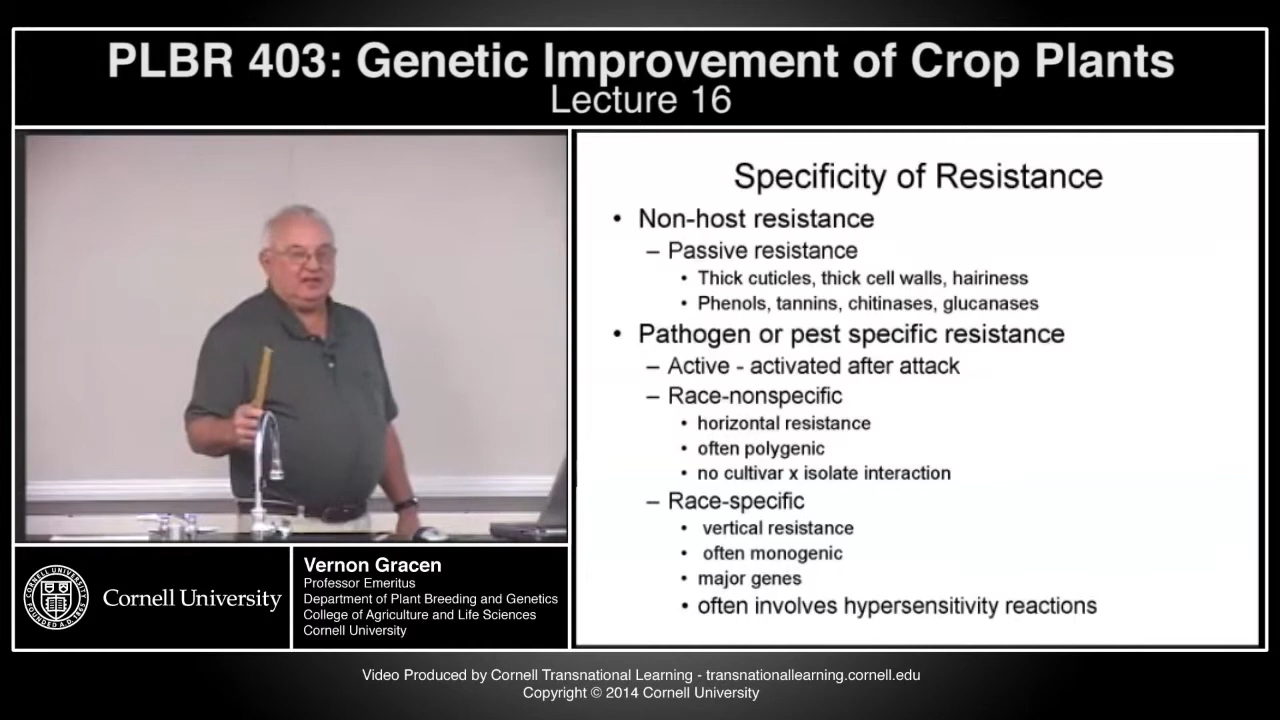 PLBR 403: Genetic Improvement of Crop Plants
Lecture 16
Specificity of Resistance
• Non-host resistance
– Passive resistance
• Thick cuticles, thick cell walls, hairiness
• Phenols, tannins, chitinases, glucanases
• Pathogen or pest specific resistance
– Active - activated after attack
– Race-nonspecific
• horizontal resistance
• often polygenic
• no cultivar x isolate interaction
– Race-specific
• vertical resistance
• often monogenic
• major genes
• often involves hypersensitivity reactions
Cornell University
Vernon Gracen
Professor Emeritus
Department of Plant Breeding and Genetics
College of Agriculture and Life Sciences
Cornell University
Video Produced by Cornell Transnational Learning - transnationallearning.cornell.edu
Copyright © 2014 Cornell University